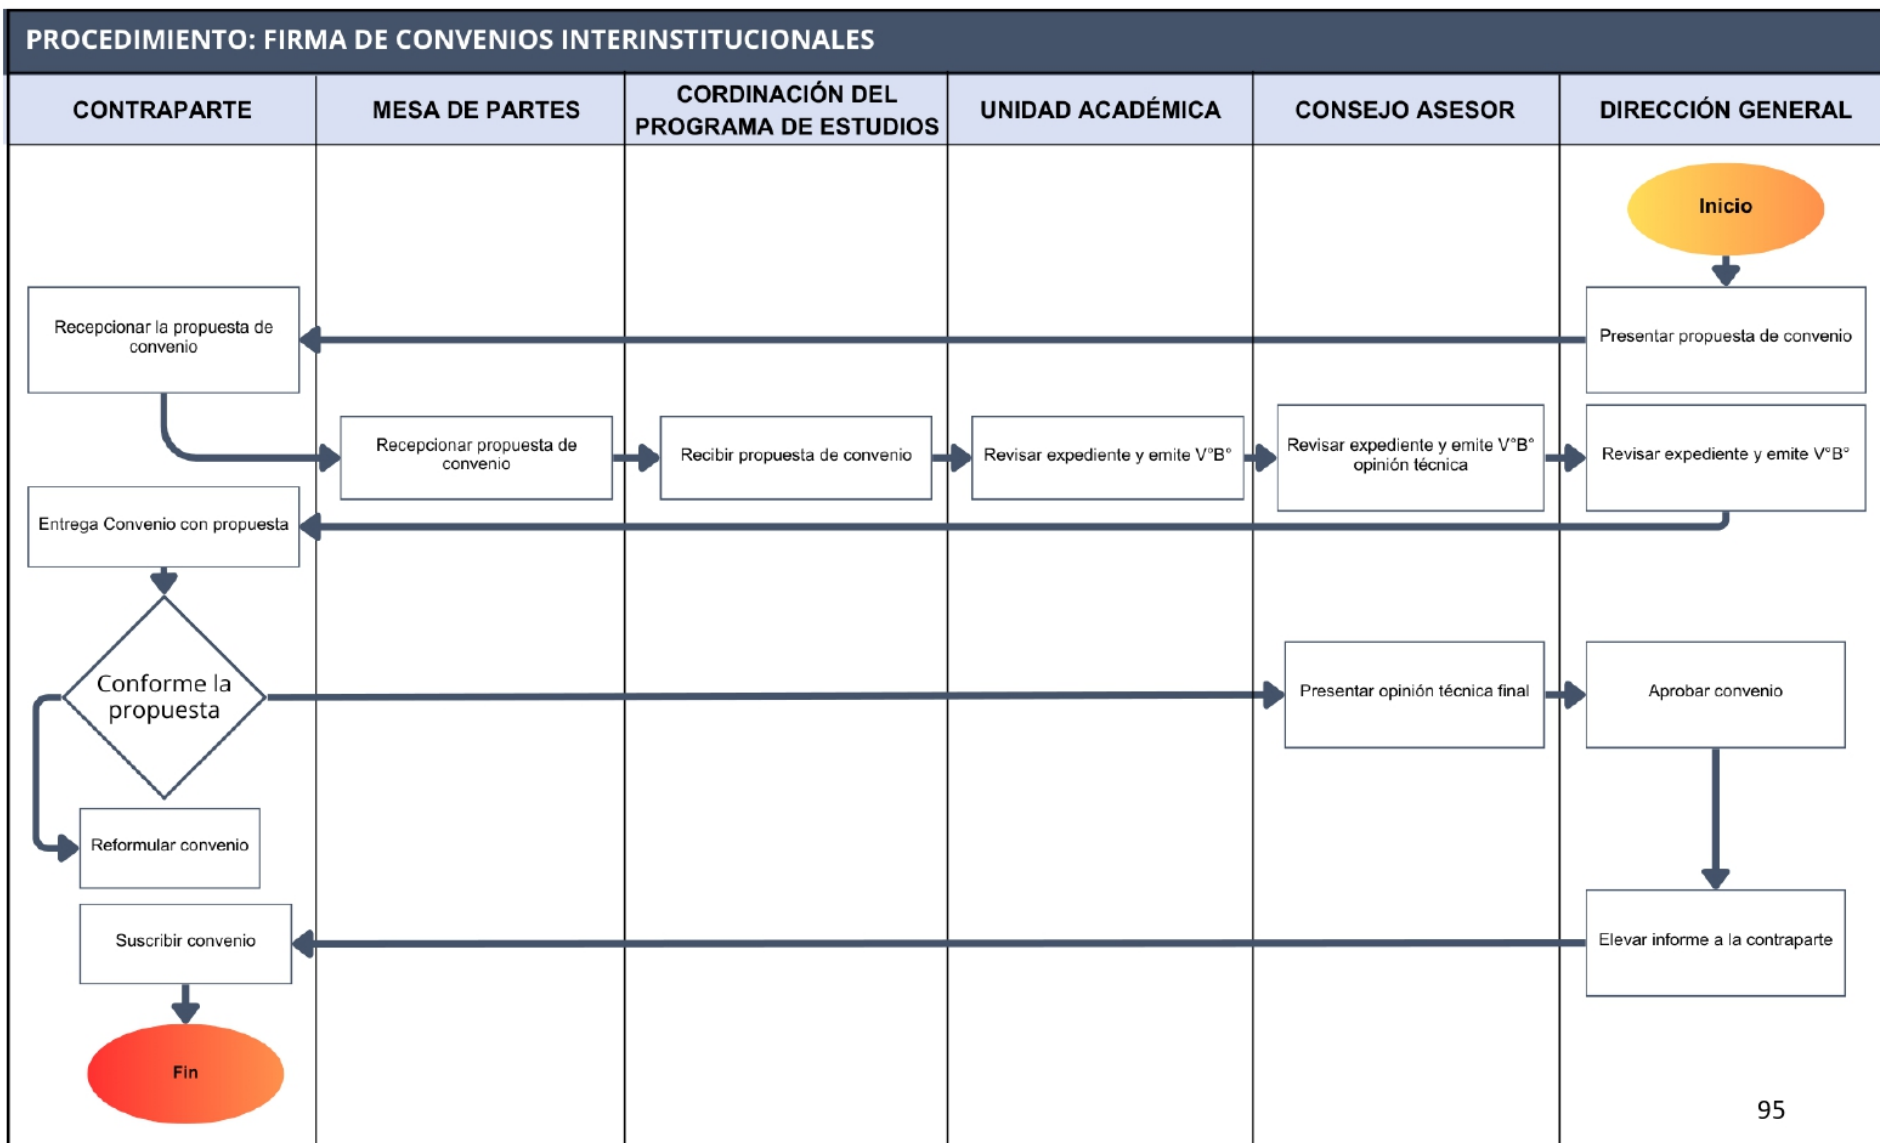 PROCEDIMIENTO: FIRMA DE CONVENIOS INTERINSTITUCIONALES
CONTRAPARTE
MESA DE PARTES
CORDINACIÓN DEL
PROGRAMA DE ESTUDIOS
UNIDAD ACADÉMICA
CONSEJO ASESOR
DIRECCIÓN GENERAL
Inicio
Recepcionar la propuesta de
convenio
Presentar propuesta de convenio
Recepcionar propuesta de
convenio
Recibir propuesta de convenio
Revisar expediente y emite V°B°
Revisar expediente y emite V°B°
opinión técnica
Revisar expediente y emite V°B°
Entrega Convenio con propuesta
Conforme la
propuesta
Presentar opinión técnica final
Aprobar convenio
Reformular convenio
Suscribir convenio
Elevar informe a la contraparte
Fin
95